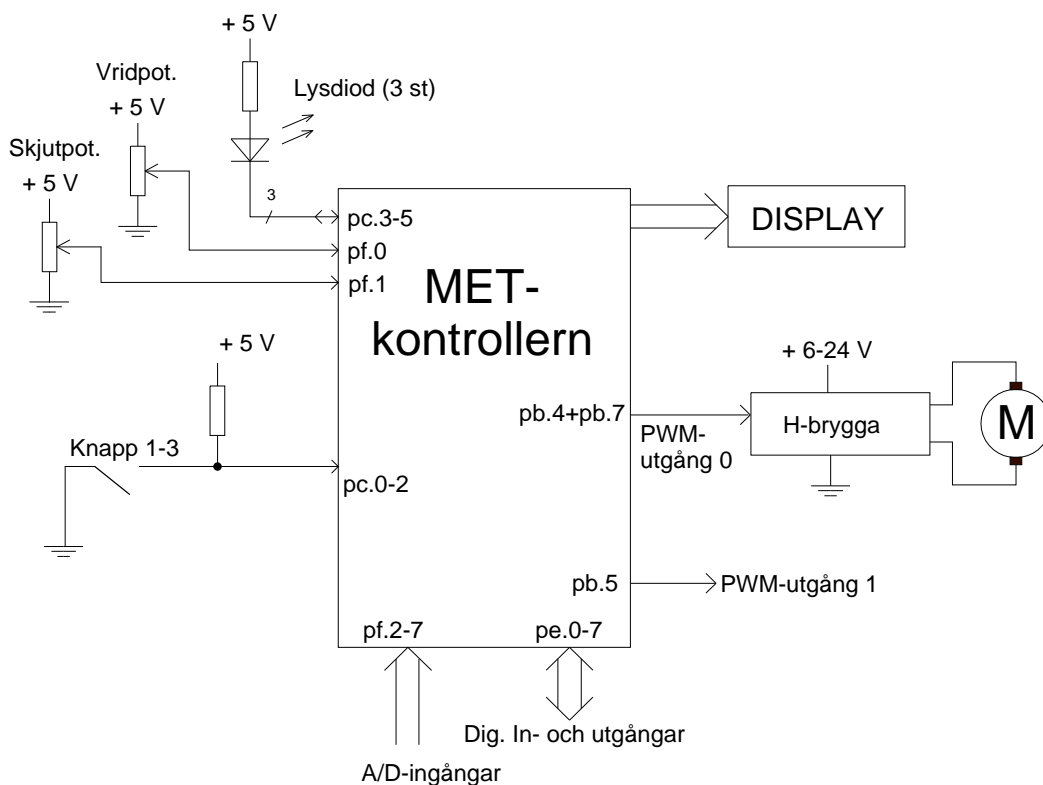 + 5 V
Vridpot.
+ 5 V
Lysdiod (3 st)
Skjutpot.
+ 5 V
3
pc.3-5
pf.0
pf.1
MET-
kontrollern
DISPLAY
+ 5 V
+ 6-24 V
pb.4+pb.7
PWM-
utgång 0
H-brygga
M
Knapp 1-3
pc.0-2
pb.5
PWM-utgång 1
pf.2-7
pe.0-7
Dig. In- och utgångar
A/D-ingångar